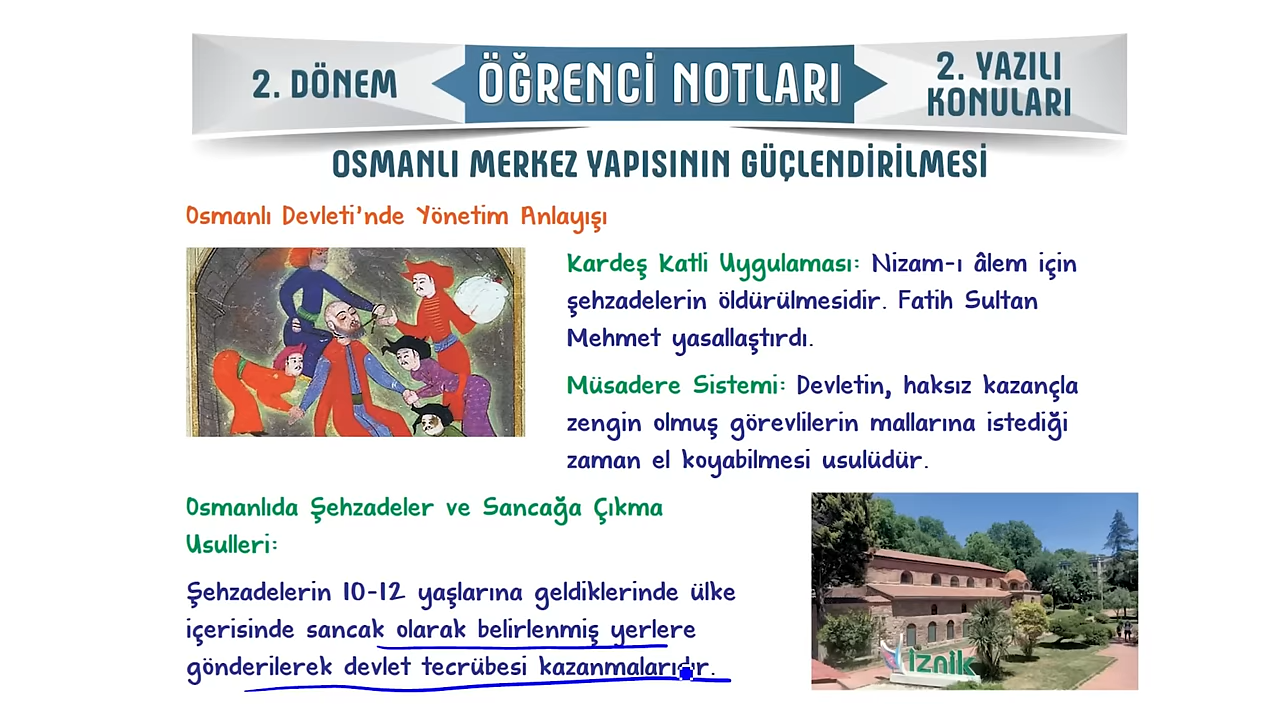 2. DÖNEM
ÖĞRENCİ NOTLARI
2. YAZILI
KONULARI
OSMANLI MERKEZ YAPISININ GÜÇLENDİRİLMESİ
Osmanlı Devleti'nde Yönetim Anlayışı
Kardeş Katli Uygulaması: Nizam-ı âlem için
şehzadelerin öldürülmesidir. Fatih Sultan
Mehmet yasallaştırdı.
Müsadere Sistemi: Devletin, haksız kazançla
zengin olmuş görevlilerin mallarına istediği
zaman el koyabilmesi usulüdür.
Osmanlıda Şehzadeler ve Sancağa Çıkma
Usulleri:
Şehzadelerin 10-12 yaşlarına geldiklerinde ülke
içerisinde sancak olarak belirlenmiş yerlere
gönderilerek devlet tecrübesi kazanmalarıdır.
iznik